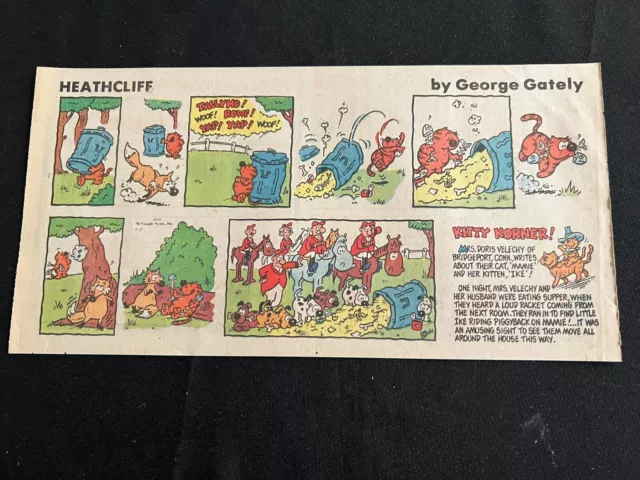 HEATHCLIFF
by George Gately
TALLYHO!
WOOF! ROWF!
YAP! YAP! WOOF!
KITTY KORNER!
MRS. DORIS VELECHY OF
BRIDGEPORT, CONN., WRITES
ABOUT THEIR CAT, 'MAMIE'
AND HER KITTEN, 'IKE'!
ONE NIGHT, MRS. VELECHY AND
HER HUSBAND WERE EATING SUPPER, WHEN
THEY HEARD A LOUD RACKET COMING FROM
THE NEXT ROOM. THEY RAN IN TO FIND LITTLE
IKE RIDING PIGGYBACK ON MAMIE!...IT WAS
AN AMUSING SIGHT TO SEE THEM MOVE ALL
AROUND THE HOUSE THIS WAY.